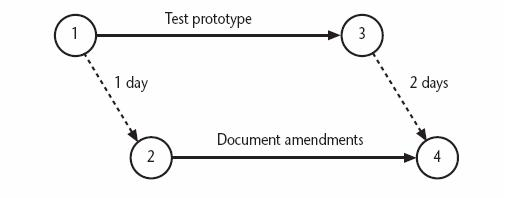 Test prototype
1
3
1 day
2 days
Document amendments
2
4